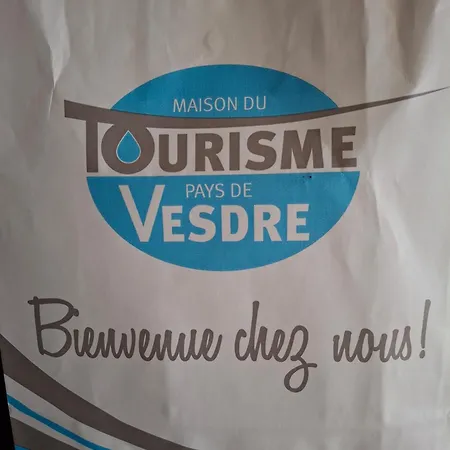 MAISON DU
TOURISME
PAYS DE
VESDRE
Bienvenue chez nous!